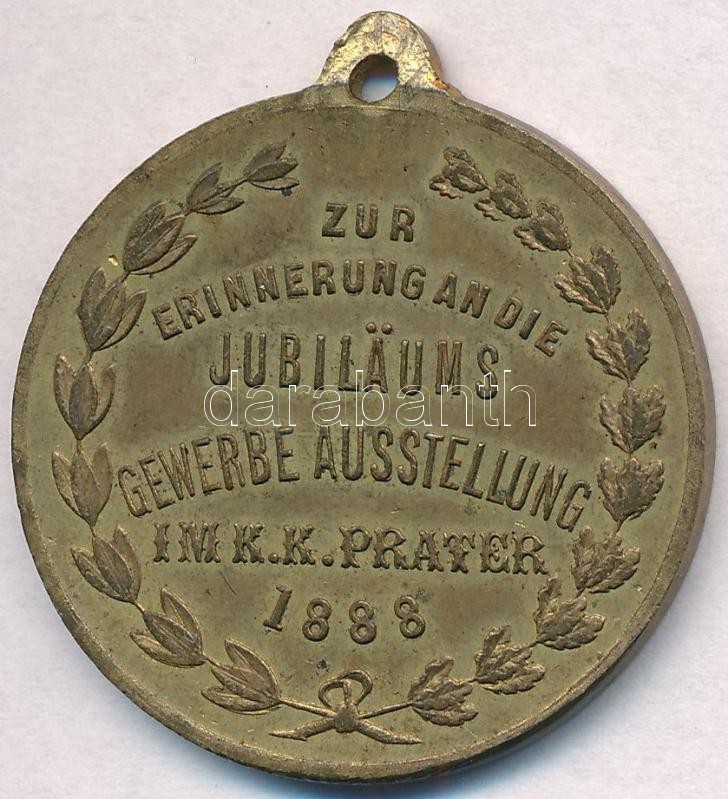 ZUR
ERINNERUNG AN DIE
JUBILÄUMS
darabanth
GEWERBE AUSSTELLUNG
IM K.K. PRATER
1888